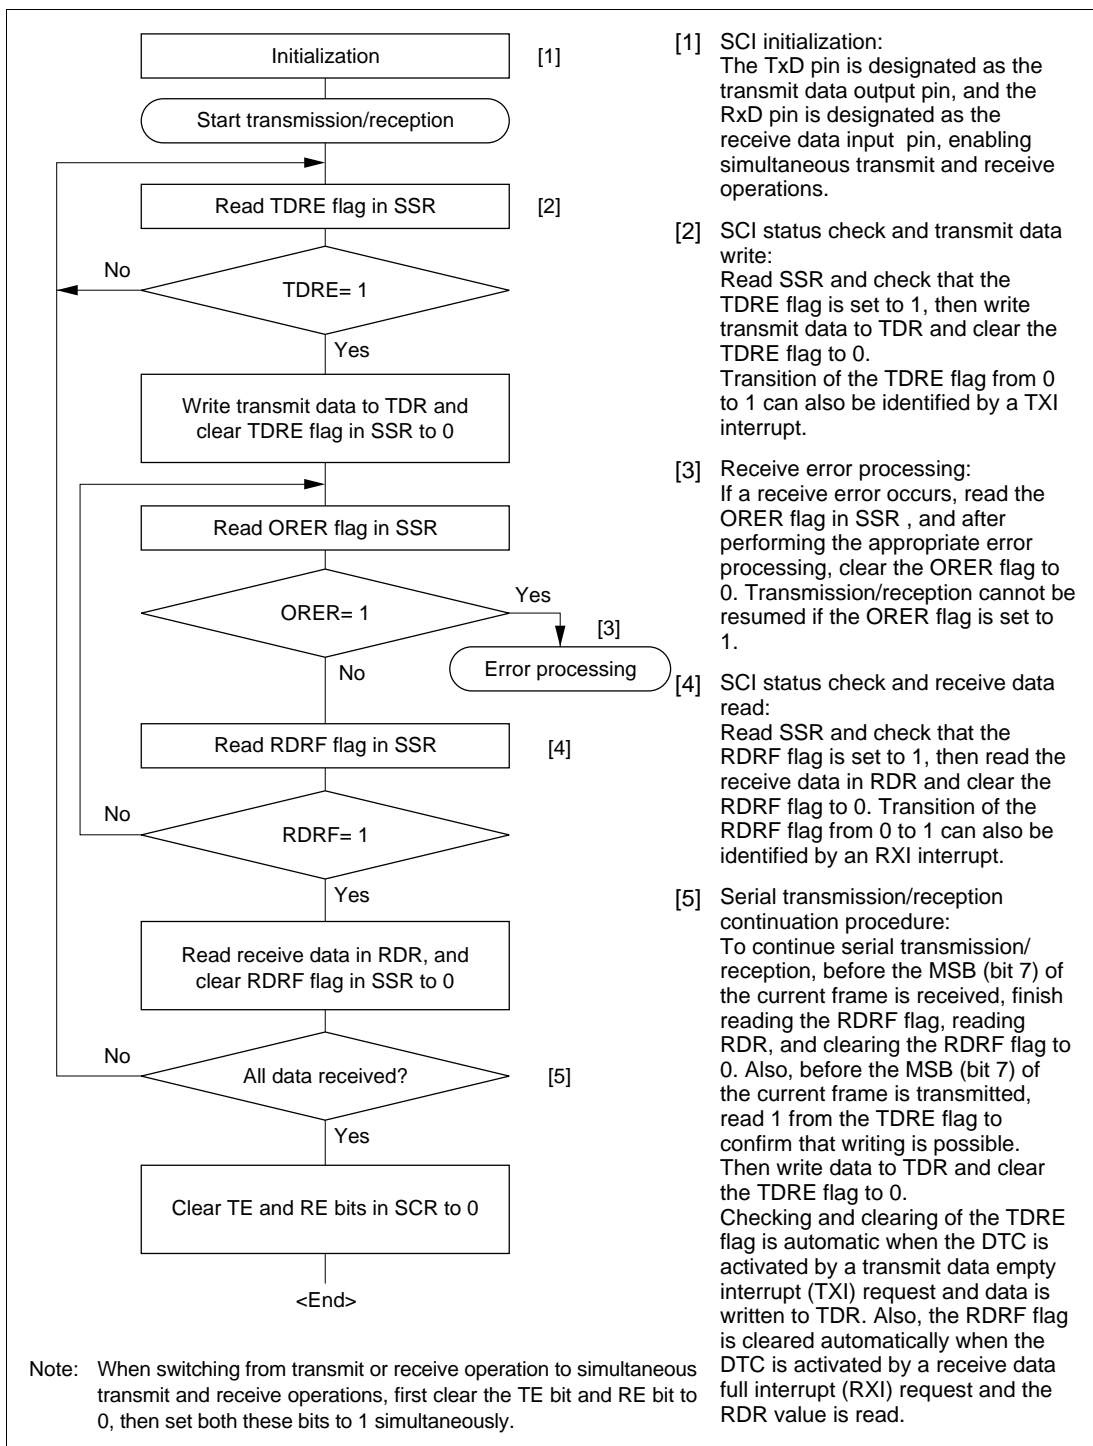 Initialization
[1]
Start transmission/reception
Read TDRE flag in SSR
[2]
No
TDRE= 1
Yes
Write transmit data to TDR and
clear TDRE flag in SSR to 0
Read ORER flag in SSR
ORER= 1
Yes
[3]
Error processing
No
Read RDRF flag in SSR
[4]
No
RDRF= 1
Yes
Read receive data in RDR, and
clear RDRF flag in SSR to 0
No
All data received?
[5]
Yes
Clear TE and RE bits in SCR to 0
<End>
Note: When switching from transmit or receive operation to simultaneous
transmit and receive operations, first clear the TE bit and RE bit to
0, then set both these bits to 1 simultaneously.
[1] SCI initialization:
The TxD pin is designated as the
transmit data output pin, and the
RxD pin is designated as the
receive data input pin, enabling
simultaneous transmit and receive
operations.
[2] SCI status check and transmit data
write:
Read SSR and check that the
TDRE flag is set to 1, then write
transmit data to TDR and clear the
TDRE flag to 0.
Transition of the TDRE flag from 0
to 1 can also be identified by a TXI
interrupt.
[3] Receive error processing:
If a receive error occurs, read the
ORER flag in SSR , and after
performing the appropriate error
processing, clear the ORER flag to
0. Transmission/reception cannot be
resumed if the ORER flag is set to
1.
[4] SCI status check and receive data
read:
Read SSR and check that the
RDRF flag is set to 1, then read the
receive data in RDR and clear the
RDRF flag to 0. Transition of the
RDRF flag from 0 to 1 can also be
identified by an RXI interrupt.
[5] Serial transmission/reception
continuation procedure:
To continue serial transmission/
reception, before the MSB (bit 7) of
the current frame is received, finish
reading the RDRF flag, reading
RDR, and clearing the RDRF flag to
0. Also, before the MSB (bit 7) of
the current frame is transmitted,
read 1 from the TDRE flag to
confirm that writing is possible.
Then write data to TDR and clear
the TDRE flag to 0.
Checking and clearing of the TDRE
flag is automatic when the DTC is
activated by a transmit data empty
interrupt (TXI) request and data is
written to TDR. Also, the RDRF flag
is cleared automatically when the
DTC is activated by a receive data
full interrupt (RXI) request and the
RDR value is read.